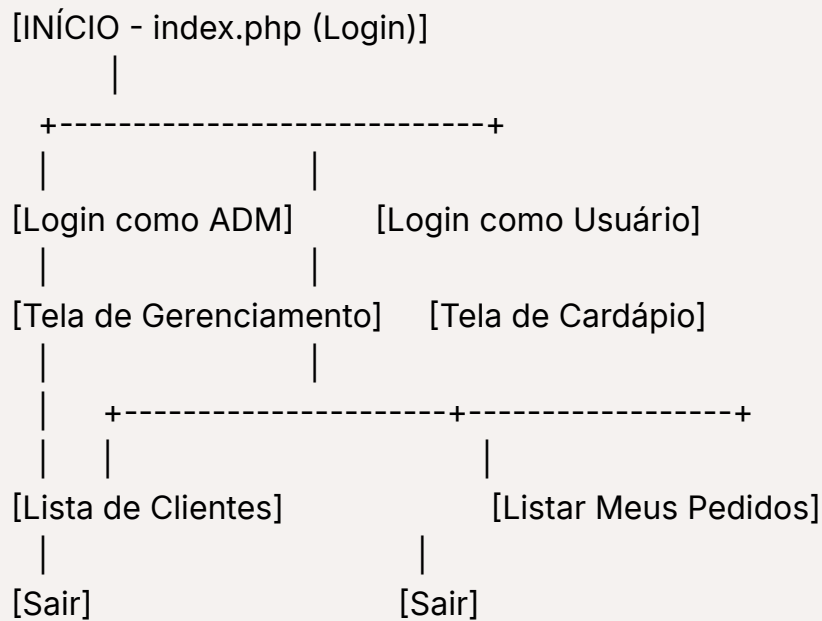 [INÍCIO - index.php (Login)]
|
+-----------------------------+
| |
[Login como ADM] [Login como Usuário]
| |
[Tela de Gerenciamento] [Tela de Cardápio]
| |
| +----------------------+------------------+
| | |
[Lista de Clientes] [Listar Meus Pedidos]
| |
[Sair] [Sair]